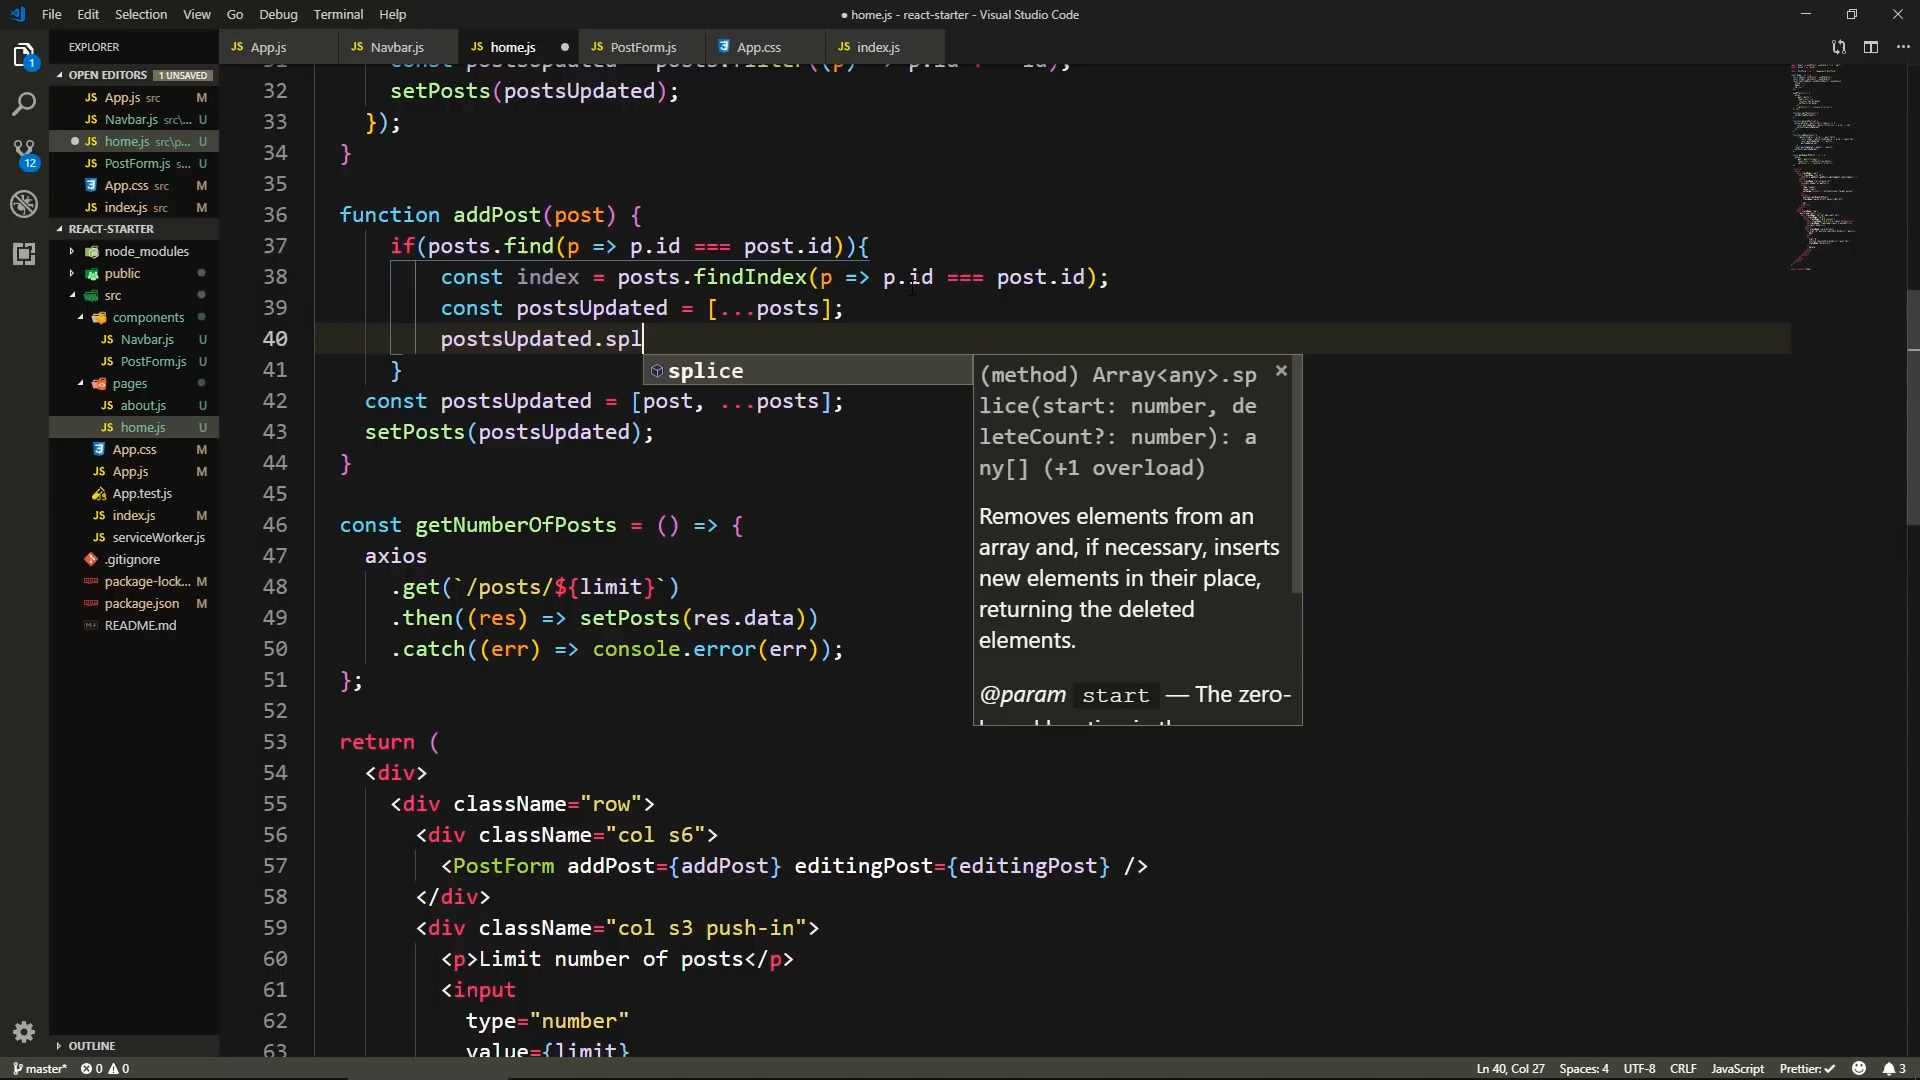 File Edit Selection View Go Debug Terminal Help
● home.js - react-starter - Visual Studio Code
EXPLORER
JS App.js
JS Navbar.js
JS home.js ●
JS PostForm.js
App.css
JS index.js
OPEN EDITORS 1 UNSAVED
JS App.js src M
JS Navbar.js src\... U
● JS home.js src\p... U
JS PostForm.js s... U
App.css src M
JS index.js src M
REACT-STARTER
node_modules
public
src
components
JS Navbar.js U
JS PostForm.js U
pages
JS about.js U
JS home.js U
App.css M
JS App.js M
App.test.js
JS index.js M
JS serviceWorker.js
.gitignore
package-lock... M
package.json M
README.md
OUTLINE
1
12
32 setPosts(postsUpdated);
33 });
34 }
35
36 function addPost(post) {
37 if(posts.find(p => p.id === post.id)){
38 const index = posts.findIndex(p => p.id === post.id);
39 const postsUpdated = [...posts];
40 postsUpdated.spl
41 }
42 const postsUpdated = [post, ...posts];
43 setPosts(postsUpdated);
44 }
45
46 const getNumberOfPosts = () => {
47 axios
48 .get(`/posts/${limit}`)
49 .then((res) => setPosts(res.data))
50 .catch((err) => console.error(err));
51 };
52
53 return (
54 <div>
55 <div className="row">
56 <div className="col s6">
57 <PostForm addPost={addPost} editingPost={editingPost} />
58 </div>
59 <div className="col s3 push-in">
60 <p>Limit number of posts</p>
61 <input
62 type="number"
63 value={limit}
splice
(method) Array<any>.sp
lice(start: number, de
leteCount?: number): a
ny[] (+1 overload)
Removes elements from an
array and, if necessary, inserts
new elements in their place,
returning the deleted
elements.
@param start — The zero-
master* 0 0
Ln 40, Col 27 Spaces: 4 UTF-8 CRLF JavaScript Prettier: ✓ 3